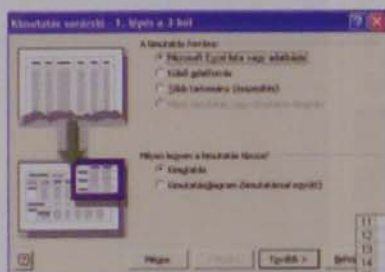 Kimutatás varázsló - 1. lépés a 3 ból
A kimutatás forrása:
Microsoft Excel lista vagy adatbázis
Külső adatforrás
Több tartomány (összesítés)
Milyen legyen a kimutatás
Kimutatás
Kimutatásdiagram (kimutatással együtt)
Mégse
Tovább >
11
12
13
14